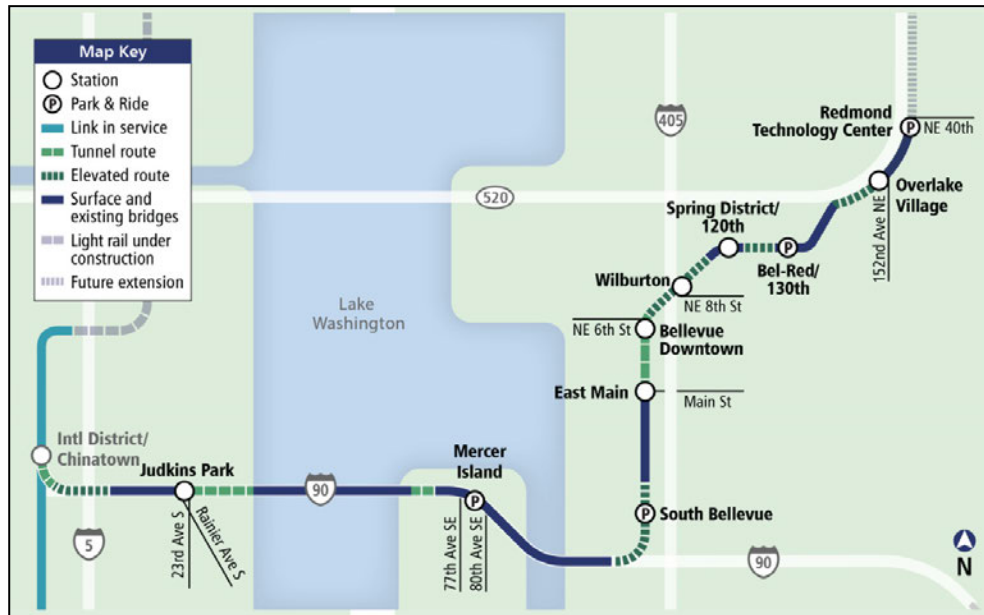 Map Key
Station
P Park & Ride
Link in service
Tunnel route
Elevated route
Surface and
existing bridges
Light rail under
construction
Future extension
405
Redmond
Technology Center
P
NE 40th
520
Overlake
Village
152nd Ave NE
Spring District/
120th
P
Bel-Red/
130th
Wilburton
NE 8th St
Lake
Washington
NE 6th St
Bellevue
Downtown
East Main
Main St
Intl District/
Chinatown
Judkins Park
Mercer
Island
90
P
P
South Bellevue
5
23rd Ave S
Rainier Ave S
77th Ave SE
80th Ave SE
90
N